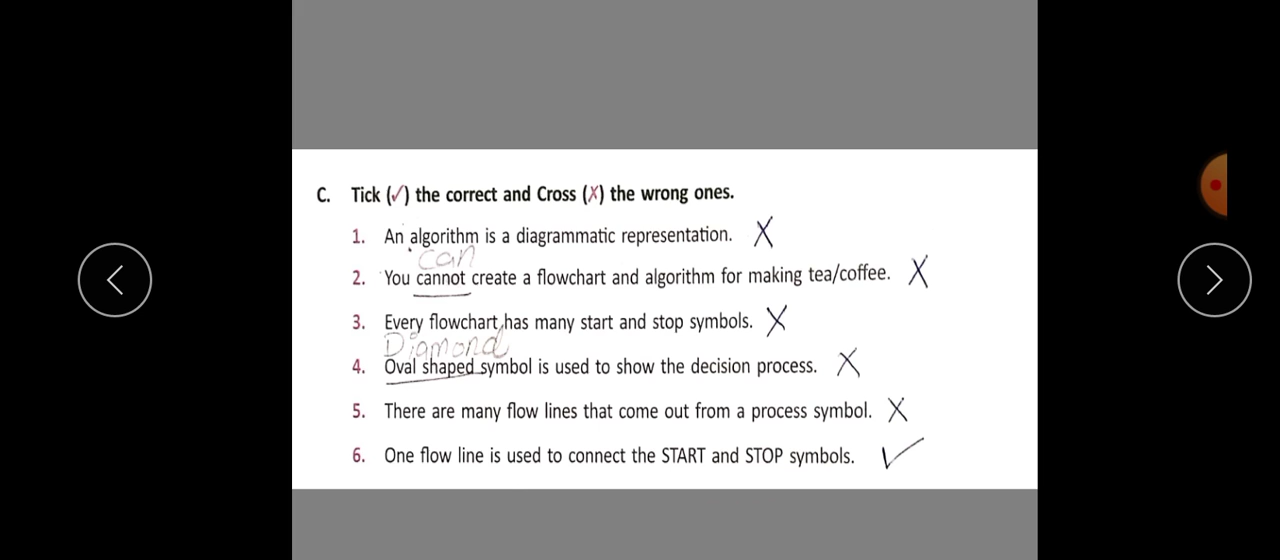 C. Tick (✓) the correct and Cross (X) the wrong ones.
1. An algorithm is a diagrammatic representation. X
can
2. You cannot create a flowchart and algorithm for making tea/coffee. X
3. Every flowchart has many start and stop symbols. X
Diamond
4. Oval shaped symbol is used to show the decision process. X
5. There are many flow lines that come out from a process symbol. X
6. One flow line is used to connect the START and STOP symbols. ✓